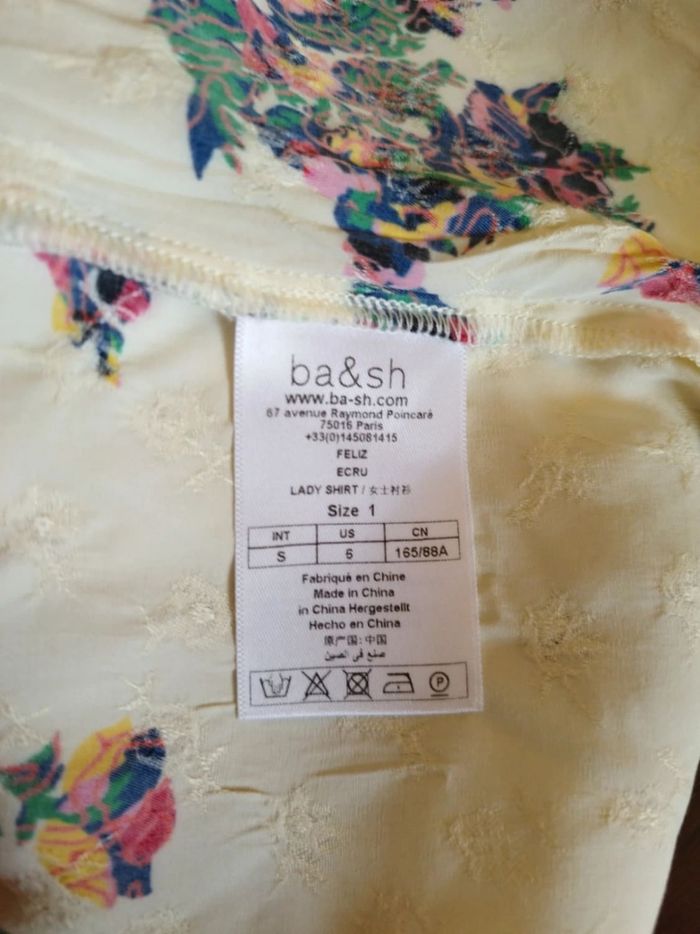 ba&sh
www.ba-sh.com
67 avenue Raymond Poincaré
75016 Paris
+33(0)145081415
FELIZ
ECRU
LADY SHIRT / 女士衬衫
Size 1
INT US CN
S 6 165/88A
Fabriqué en Chine
Made in China
in China Hergestellt
Hecho en China
原产国: 中国
صنع في الصين
P